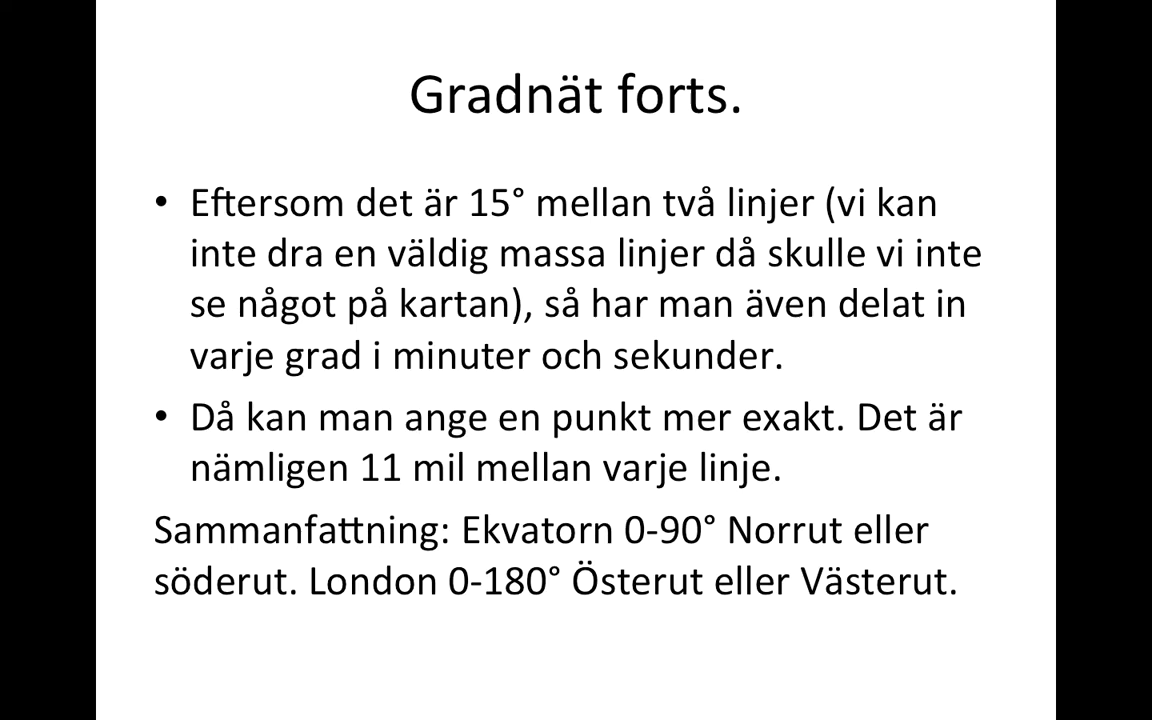 Gradnät forts.
• Eftersom det är 15° mellan två linjer (vi kan
inte dra en väldig massa linjer då skulle vi inte
se något på kartan), så har man även delat in
varje grad i minuter och sekunder.
• Då kan man ange en punkt mer exakt. Det är
nämligen 11 mil mellan varje linje.
Sammanfattning: Ekvatorn 0-90° Norrut eller
söderut. London 0-180° Österut eller Västerut.